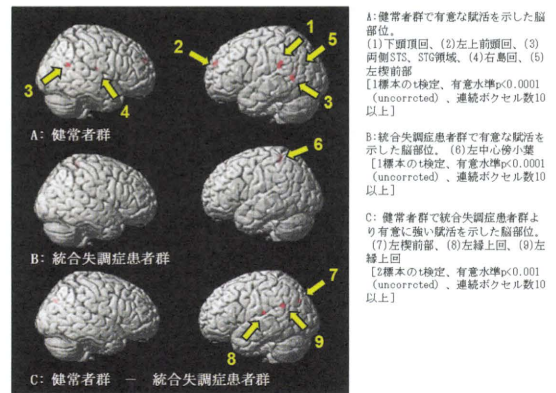 1
2
5
3
4
3
A: 健常者群
6
B: 統合失調症患者群
7
8
9
C: 健常者群 － 統合失調症患者群
A:健常者群で有意な賦活を示した脳
部位。
(1)下頭頂回、(2)左上前頭回、(3)
両側STS、STG領域、(4)右島回、(5)
左楔前部
[1標本のt検定、有意水準p<0.0001
(uncorrcted) 、連続ボクセル数10
以上]
B:統合失調症患者群で有意な賦活を
示した脳部位。 (6)左中心傍小葉
[1標本のt検定、有意水準p<0.0001
(uncorrcted) 、連続ボクセル数10
以上]
C: 健常者群で統合失調症患者群よ
り有意に強い賦活を示した脳部位。
(7)左楔前部、(8)左縁上回、(9)左
縁上回
[2標本のt検定、有意水準p<0.001
(uncorrcted) 、連続ボクセル数10
以上]